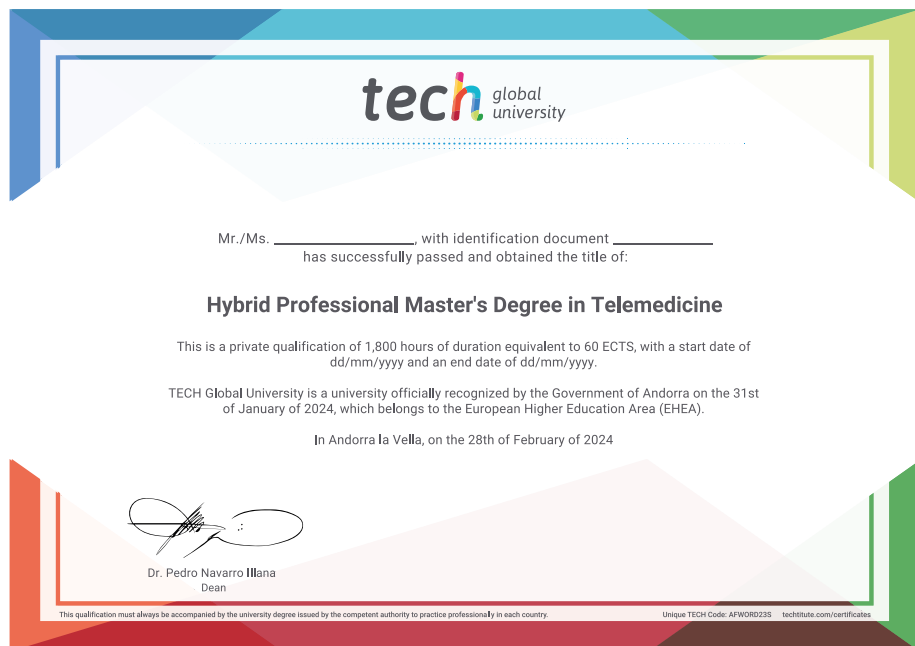 tech global university
Mr./Ms. ____________________, with identification document ______________
has successfully passed and obtained the title of:
Hybrid Professional Master's Degree in Telemedicine
This is a private qualification of 1,800 hours of duration equivalent to 60 ECTS, with a start date of
dd/mm/yyyy and an end date of dd/mm/yyyy.
TECH Global University is a university officially recognized by the Government of Andorra on the 31st
of January of 2024, which belongs to the European Higher Education Area (EHEA).
In Andorra la Vella, on the 28th of February of 2024
Dr. Pedro Navarro Illana
Dean
This qualification must always be accompanied by the university degree issued by the competent authority to practice professionally in each country.
Unique TECH Code: AFWORD23S techtitute.com/certificates